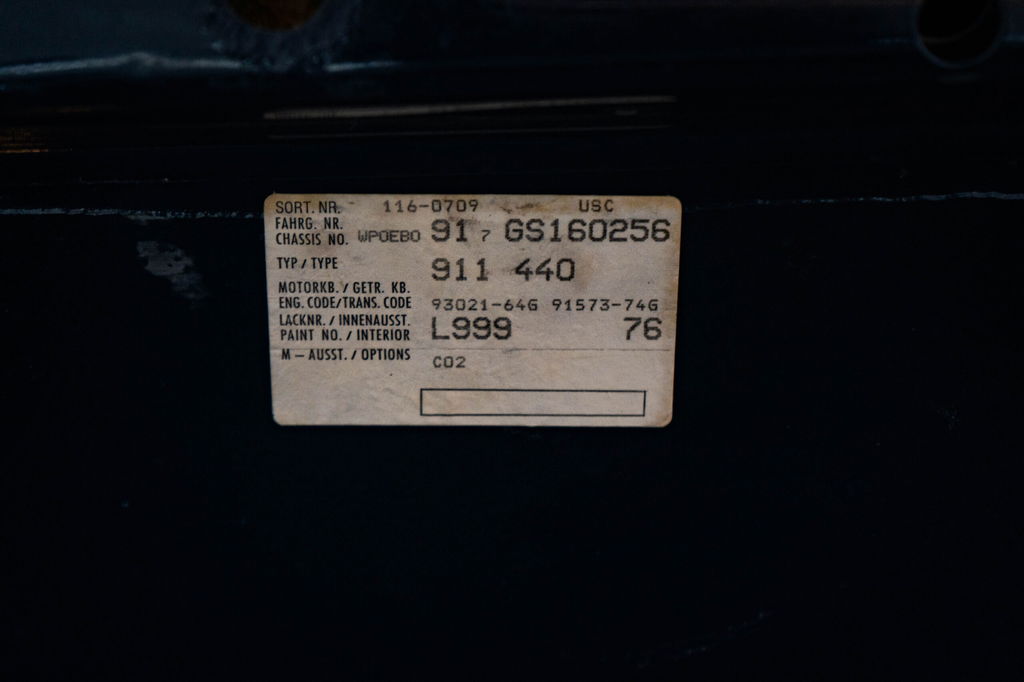 SORT. NR. 116-0709 USC
FAHRG. NR.
CHASSIS NO. WPOEBO 91 7 GS160256
TYP / TYPE 911 440
MOTORKB. / GETR. KB.
ENG. CODE/TRANS. CODE 93021-64G 91573-74G
LACKNR. / INNENAUSST.
PAINT NO. / INTERIOR L999 76
M – AUSST. / OPTIONS C02